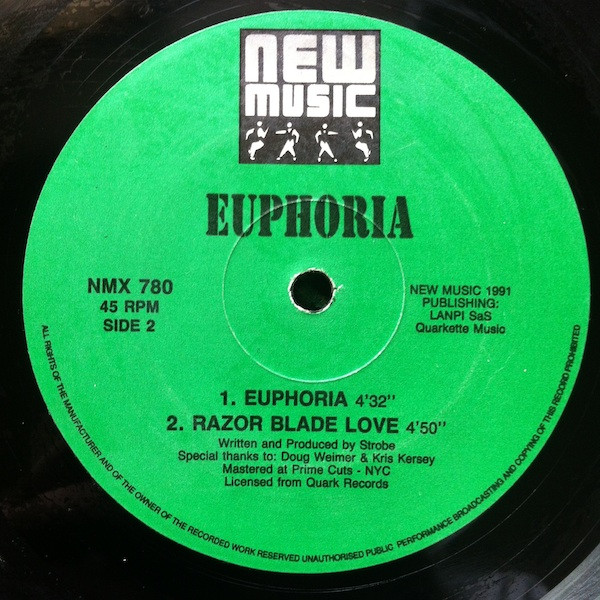 NEW
MUSIC
EUPHORIA
NMX 780
45 RPM
SIDE 2
NEW MUSIC 1991
PUBLISHING:
LANPI SaS
Quarkette Music
1. EUPHORIA 4'32"
2. RAZOR BLADE LOVE 4'50"
Written and Produced by Strobe
Special thanks to: Doug Weimer & Kris Kersey
Mastered at Prime Cuts - NYC
Licensed from Quark Records
ALL RIGHTS OF THE MANUFACTURER AND OF THE OWNER OF THE RECORDED WORK RESERVED UNAUTHORISED PUBLIC PERFORMANCE BROADCASTING AND COPYING OF THIS RECORD PROHIBITED